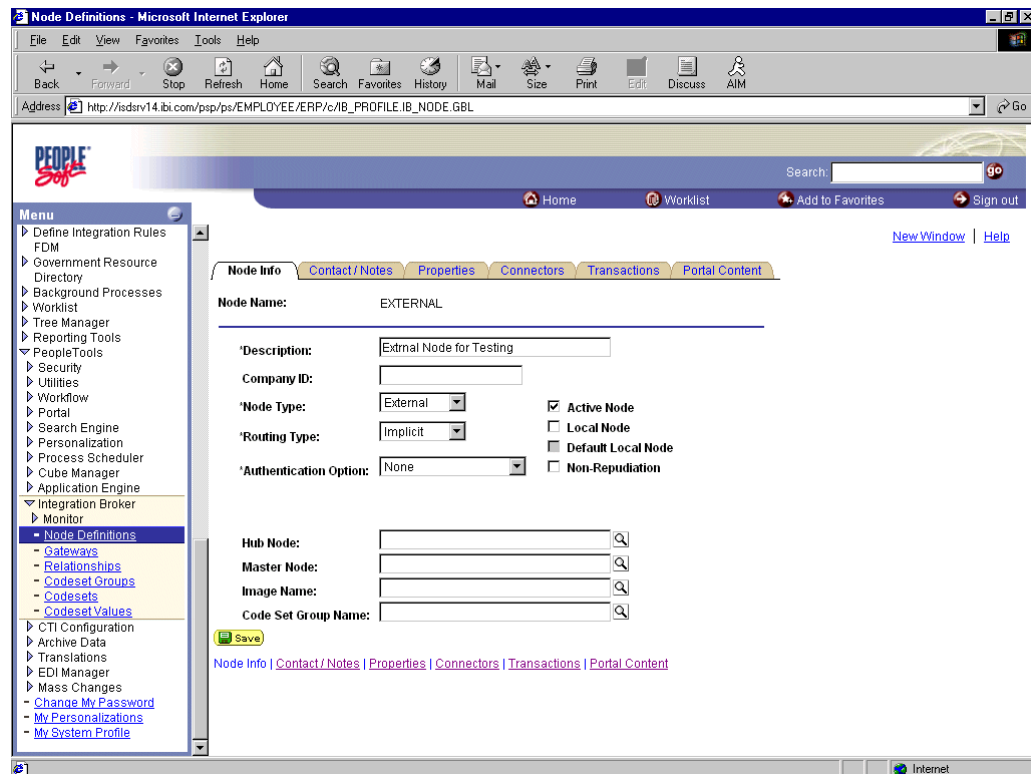 Node Definitions - Microsoft Internet Explorer
File Edit View Favorites Tools Help
Back Forward Stop Refresh Home Search Favorites History Mail Size Print Edit Discuss AIM
Address http://isdsrv14.ibi.com/psp/ps/EMPLOYEE/ERP/c/IB_PROFILE.IB_NODE.GBL Go
PEOPLE Soft
Search: go
Home Worklist Add to Favorites Sign out
Menu
Define Integration Rules
FDM
Government Resource
Directory
Background Processes
Worklist
Tree Manager
Reporting Tools
PeopleTools
Security
Utilities
Workflow
Portal
Search Engine
Personalization
Process Scheduler
Cube Manager
Application Engine
Integration Broker
Monitor
- Node Definitions
- Gateways
- Relationships
- Codeset Groups
- Codesets
- Codeset Values
CTI Configuration
Archive Data
Translations
EDI Manager
Mass Changes
- Change My Password
- My Personalizations
- My System Profile
New Window | Help
Node Info Contact / Notes Properties Connectors Transactions Portal Content
Node Name: EXTERNAL
*Description: Extrnal Node for Testing
Company ID:
*Node Type: External
Active Node
*Routing Type: Implicit
Local Node
Default Local Node
*Authentication Option: None
Non-Repudiation
Hub Node:
Master Node:
Image Name:
Code Set Group Name:
Save
Node Info | Contact / Notes | Properties | Connectors | Transactions | Portal Content
Internet